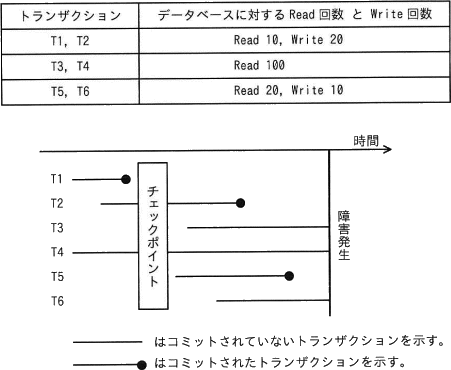 トランザクション データベースに対する Read 回数 と Write 回数
T1, T2 Read 10, Write 20
T3, T4 Read 100
T5, T6 Read 20, Write 10
時間
T1
T2
T3
T4
T5
T6
チェックポイント
障害発生
はコミットされていないトランザクションを示す。
はコミットされたトランザクションを示す。